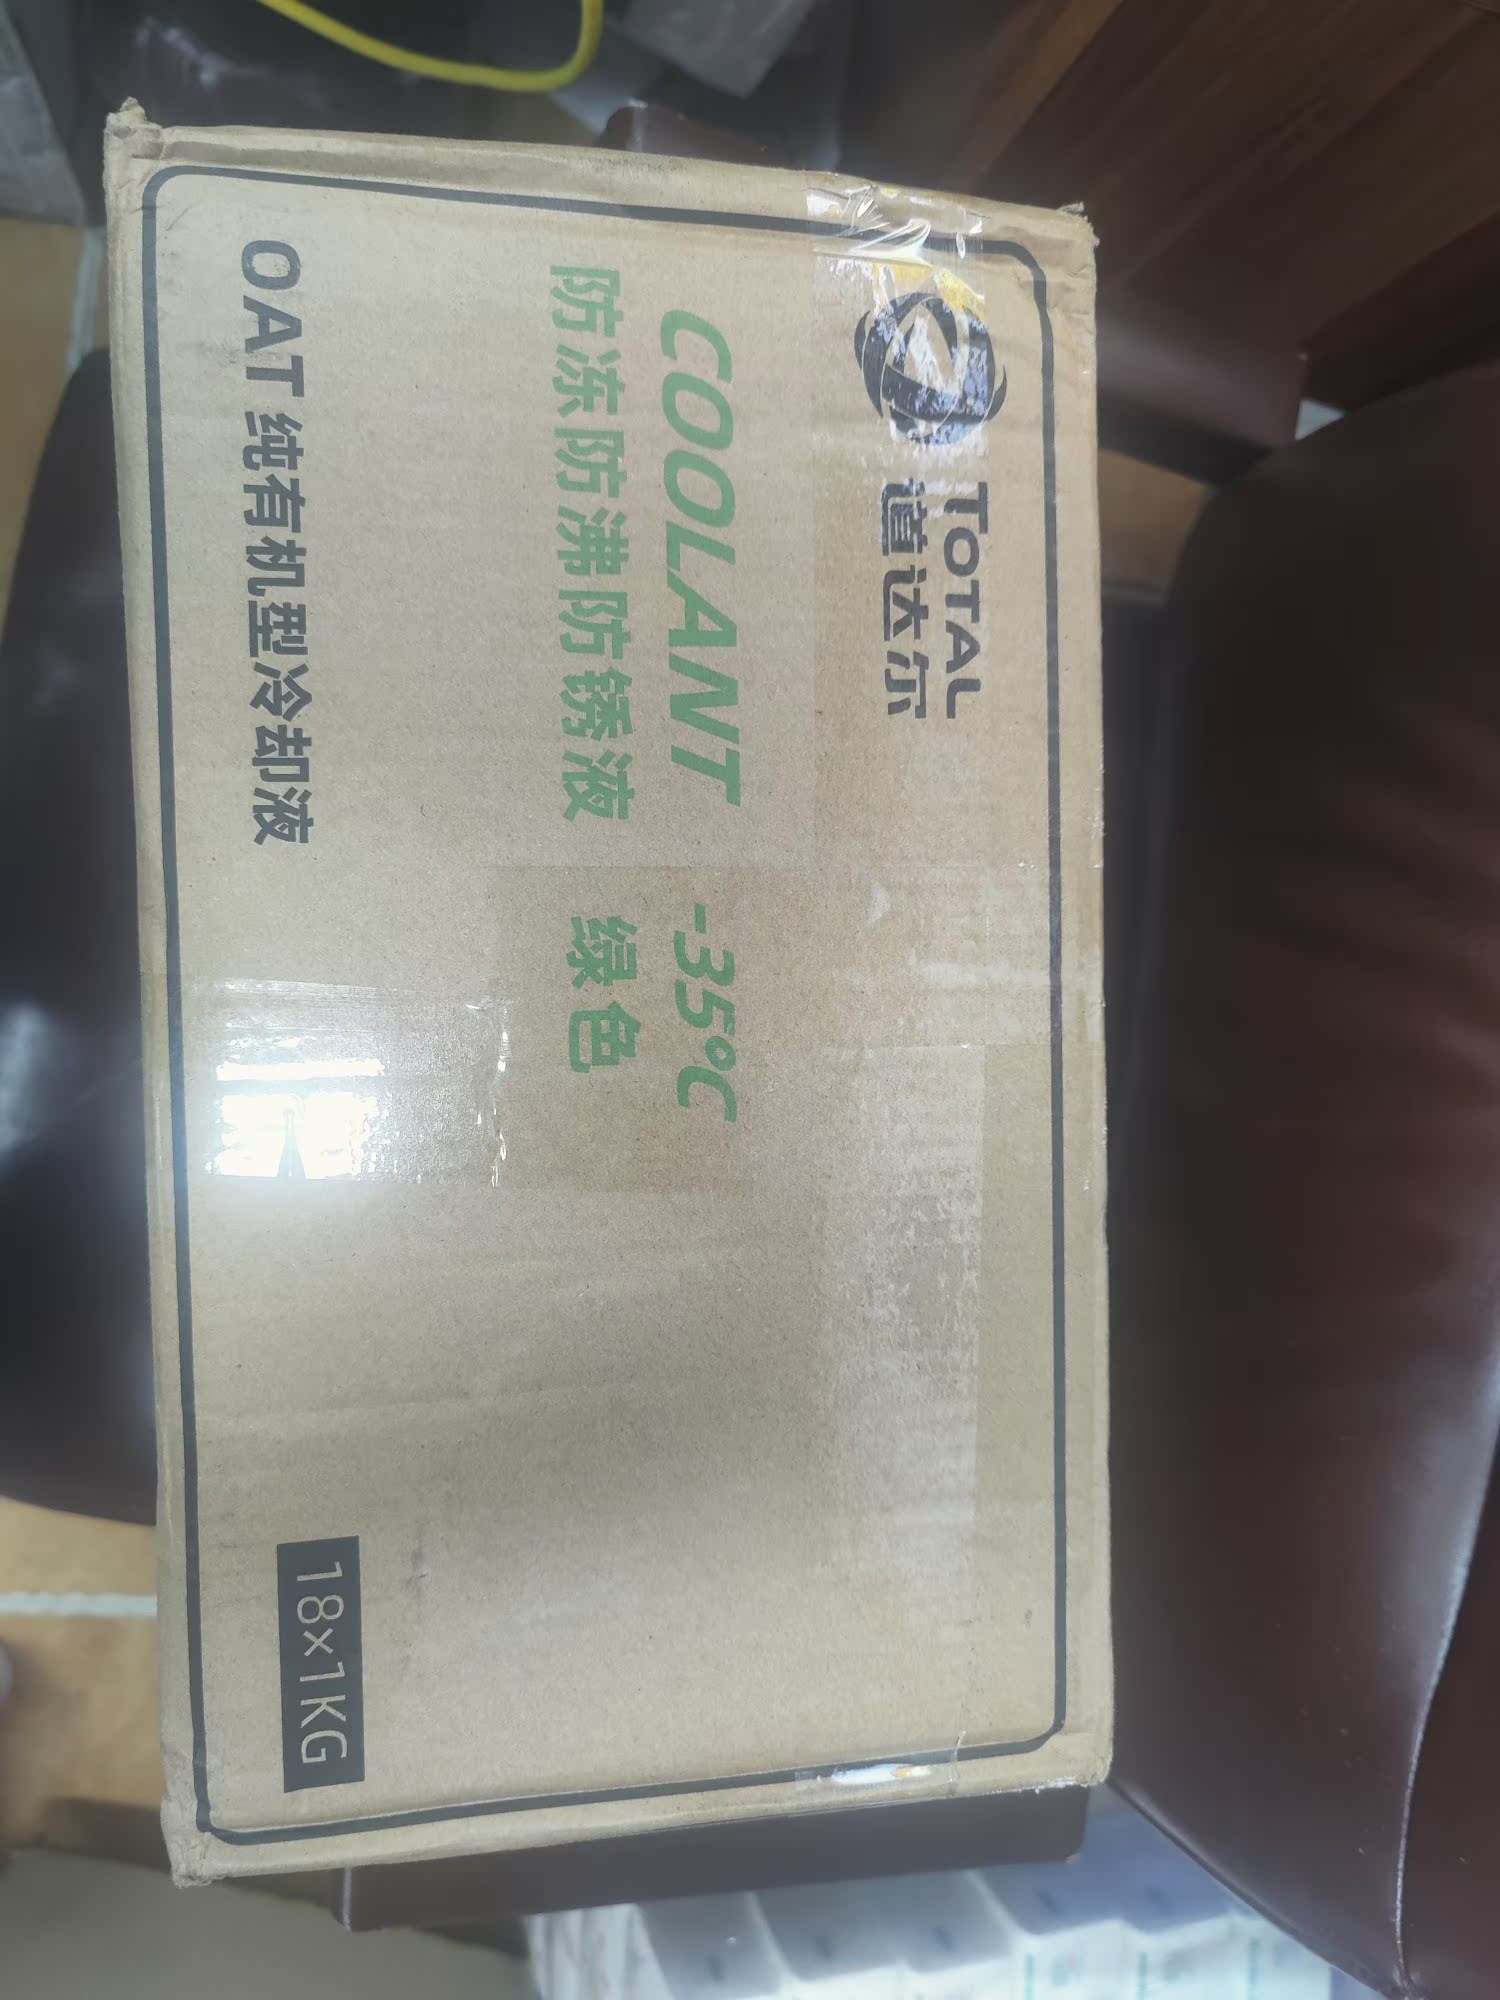 TOTAL
道达尔
COOLANT -35°C
防冻防沸防锈液 绿色
OAT 纯有机型冷却液
18×1KG